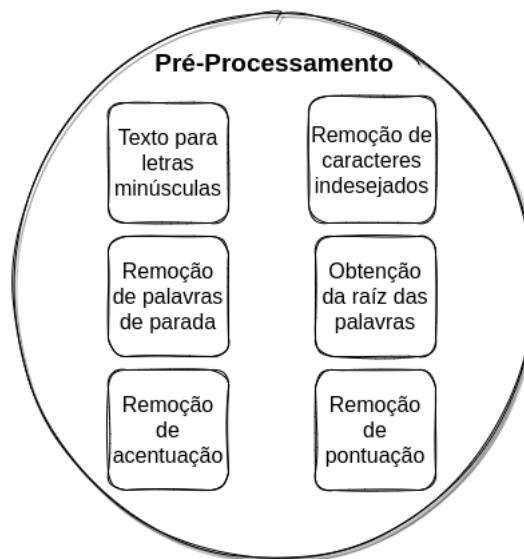 Pré-Processamento
Texto para
letras
minúsculas
Remoção de
caracteres
indesejados
Remoção
de palavras
de parada
Obtenção
da raíz das
palavras
Remoção
de
acentuação
Remoção
de
pontuação